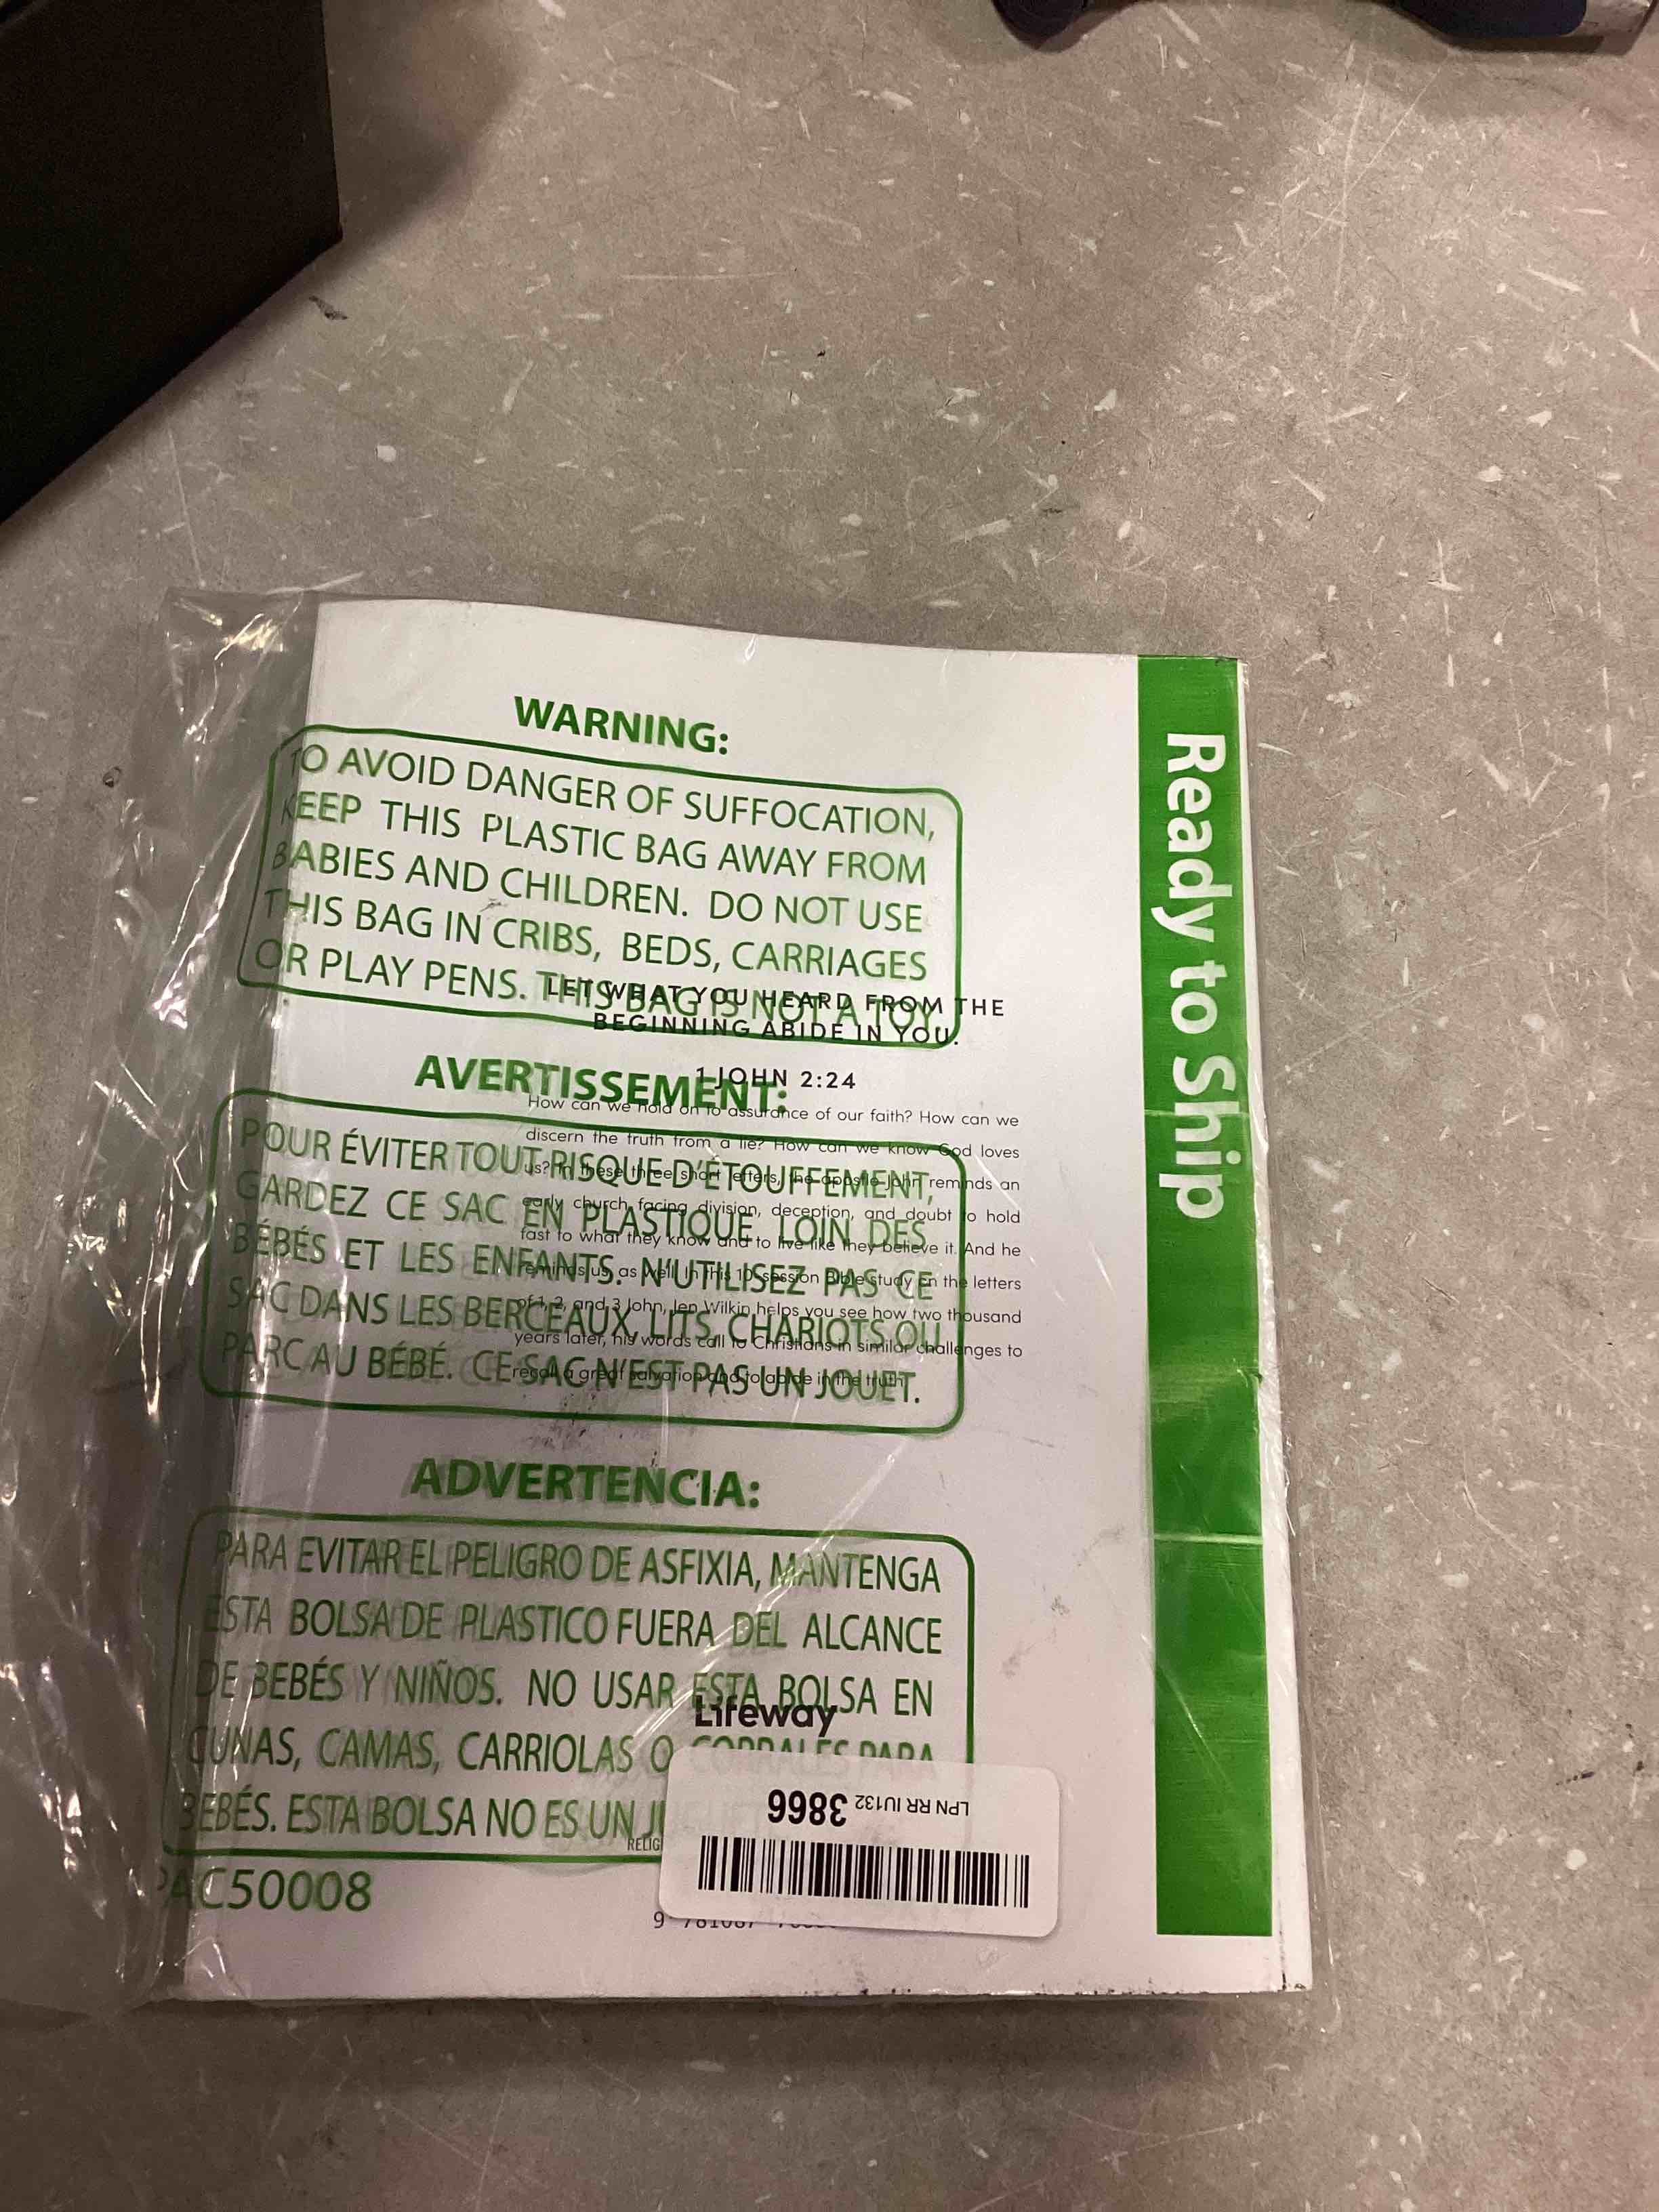 WARNING:
TO AVOID DANGER OF SUFFOCATION,
KEEP THIS PLASTIC BAG AWAY FROM
BABIES AND CHILDREN. DO NOT USE
THIS BAG IN CRIBS, BEDS, CARRIAGES
OR PLAY PENS. THIS BAG IS NOT A TOY.
LET WHAT YOU HEARD FROM THE
BEGINNING ABIDE IN YOU.
1 JOHN 2:24
How can we hold on to assurance of our faith? How can we
discern the truth from a lie? How can we know God loves
us? In these three short letters, the apostle John reminds an
early church facing division, deception, and doubt to hold
fast to what they know and to live like they believe it. And he
reminds us, as well. In this 10-session Bible study on the letters
of 1, 2, and 3 John, Jen Wilkin helps you see how two thousand
years later, his words call to Christians in similar challenges to
recall a great salvation and to abide in the truth.
AVERTISSEMENT:
POUR ÉVITER TOUT RISQUE D'ÉTOUFFEMENT,
GARDEZ CE SAC EN PLASTIQUE LOIN DES
BÉBÉS ET LES ENFANTS. N'UTILISEZ PAS CE
SAC DANS LES BERCEAUX, LITS, CHARIOTS OU
PARC AU BÉBÉ. CE SAC N'EST PAS UN JOUET.
ADVERTENCIA:
PARA EVITAR EL PELIGRO DE ASFIXIA, MANTENGA
ESTA BOLSA DE PLASTICO FUERA DEL ALCANCE
DE BEBÉS Y NIÑOS. NO USAR ESTA BOLSA EN
CUNAS, CAMAS, CARRIOLAS O CORRALES PARA
BEBÉS. ESTA BOLSA NO ES UN
Lifeway
RELIG
LPN RR IU132 3866
9 781087
PAC50008
Ready to Ship